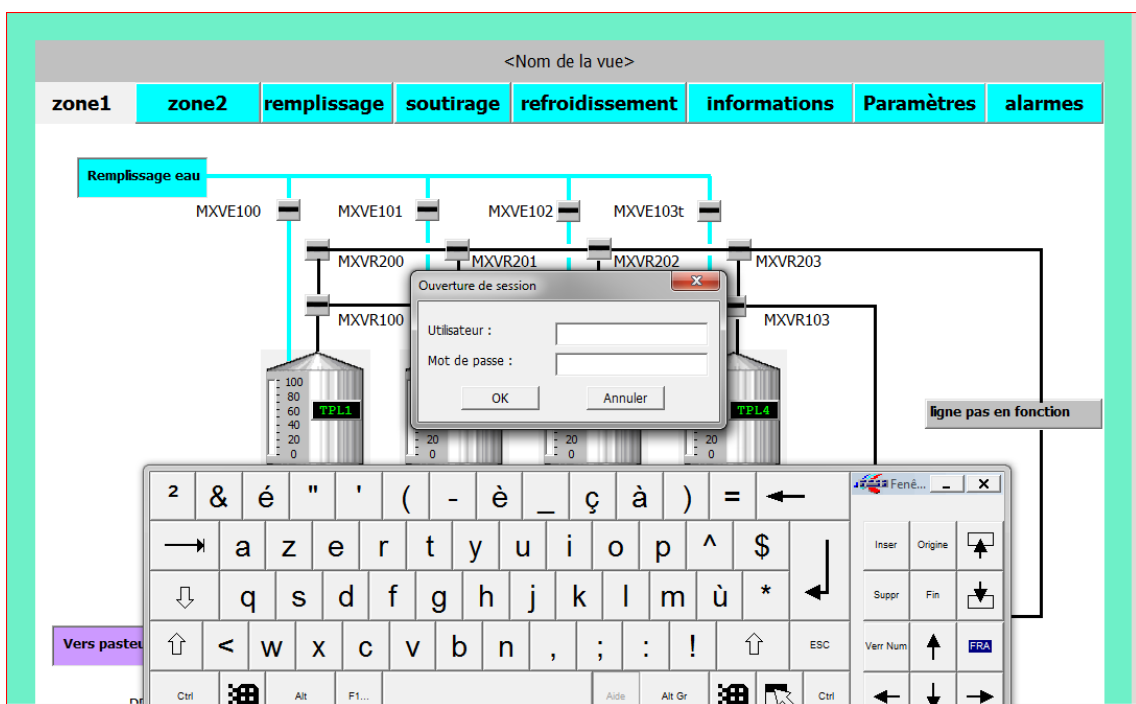 <Nom de la vue>
zone1 zone2 remplissage soutirage refroidissement informations Paramètres alarmes
Remplissage eau
MXVE100 MXVE101 MXVE102 MXVE103t
MXVR200 MXVR201 MXVR202 MXVR203
Ouverture de session
MXVR100 MXVR103
Utilisateur :
Mot de passe :
OK Annuler
100
80
60
40
20
0
TPL1
20
0
20
0
TPL4
20
0
ligne pas en fonction
Fenê...
² & é " ' ( - è _ ç à ) =
a z e r t y u i o p ^ $
Inser Origine
q s d f g h j k l m ù *
Suppr Fin
< w x c v b n , ; : !
ESC Verr Num FRA
Vers pasteu
Ctrl Alt F1... Aide Alt Gr Ctrl